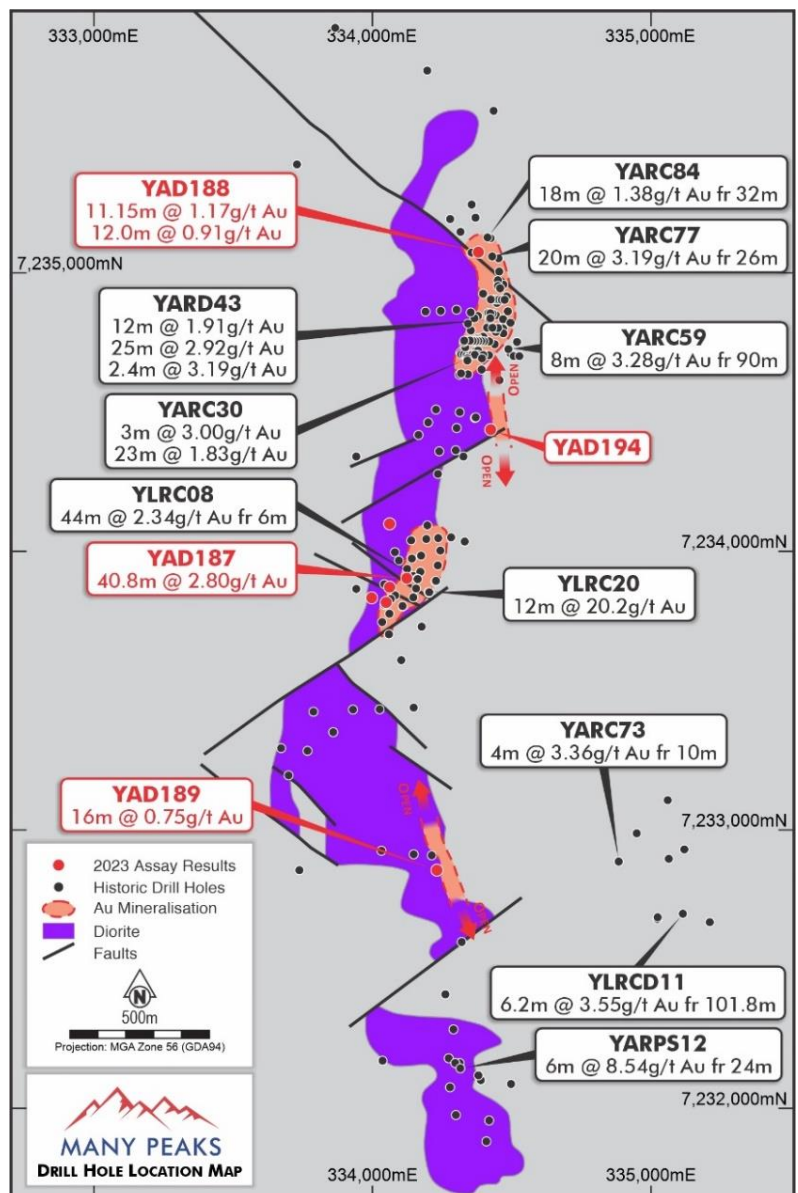 333,000mE
334,000mE
335,000mE
YARC84
18m @ 1.38g/t Au fr 32m
YAD188
11.15m @ 1.17g/t Au
12.0m @ 0.91g/t Au
YARC77
20m @ 3.19g/t Au fr 26m
7,235,000mN
YARD43
12m @ 1.91g/t Au
25m @ 2.92g/t Au
2.4m @ 3.19g/t Au
YARC59
8m @ 3.28g/t Au fr 90m
OPEN
YARC30
3m @ 3.00g/t Au
23m @ 1.83g/t Au
YAD194
OPEN
YLRC08
44m @ 2.34g/t Au fr 6m
7,234,000mN
YAD187
40.8m @ 2.80g/t Au
YLRC20
12m @ 20.2g/t Au
YARC73
4m @ 3.36g/t Au fr 10m
YAD189
16m @ 0.75g/t Au
OPEN
7,233,000mN
2023 Assay Results
Historic Drill Holes
Au Mineralisation
Diorite
Faults
N
500m
Projection: MGA Zone 56 (GDA94)
OPEN
YLRCD11
6.2m @ 3.55g/t Au fr 101.8m
YARPS12
6m @ 8.54g/t Au fr 24m
7,232,000mN
MANY PEAKS
DRILL HOLE LOCATION MAP
334,000mE
335,000mE